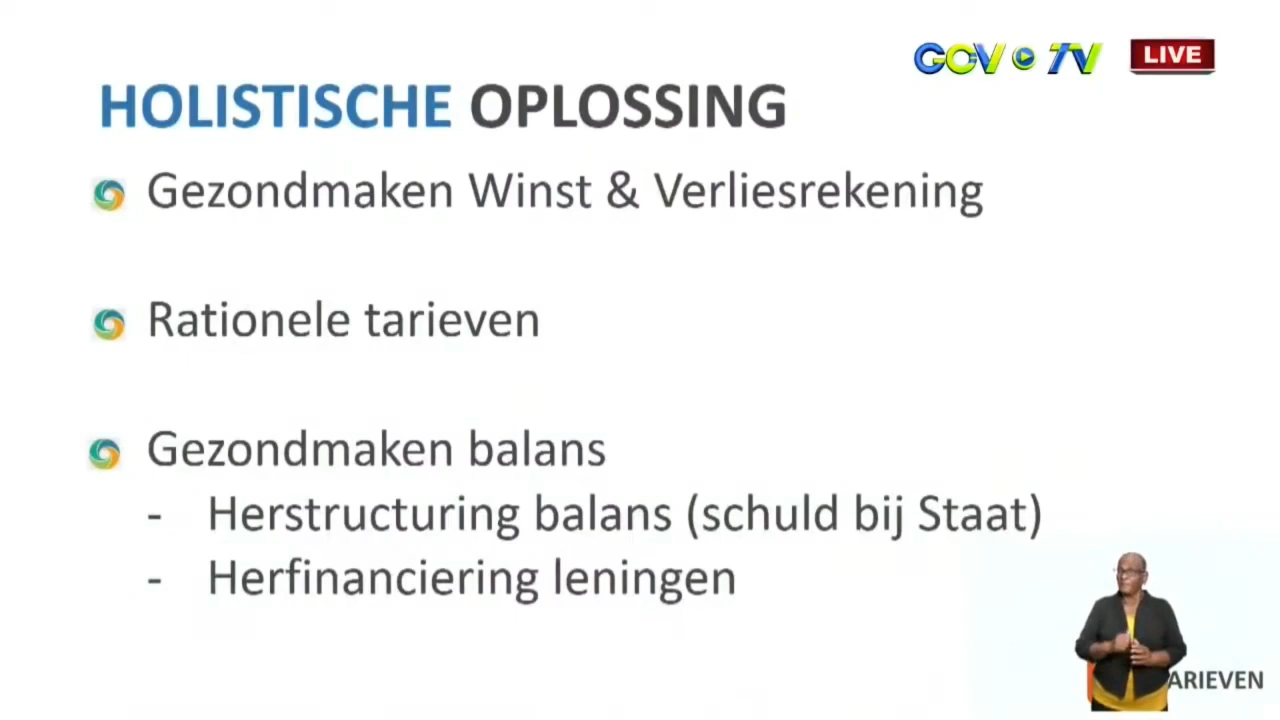 GOV TV
LIVE
HOLISTISCHE OPLOSSING
Gezondmaken Winst & Verliesrekening
Rationele tarieven
Gezondmaken balans
- Herstructuring balans (schuld bij Staat)
- Herfinanciering leningen
ARIEVEN